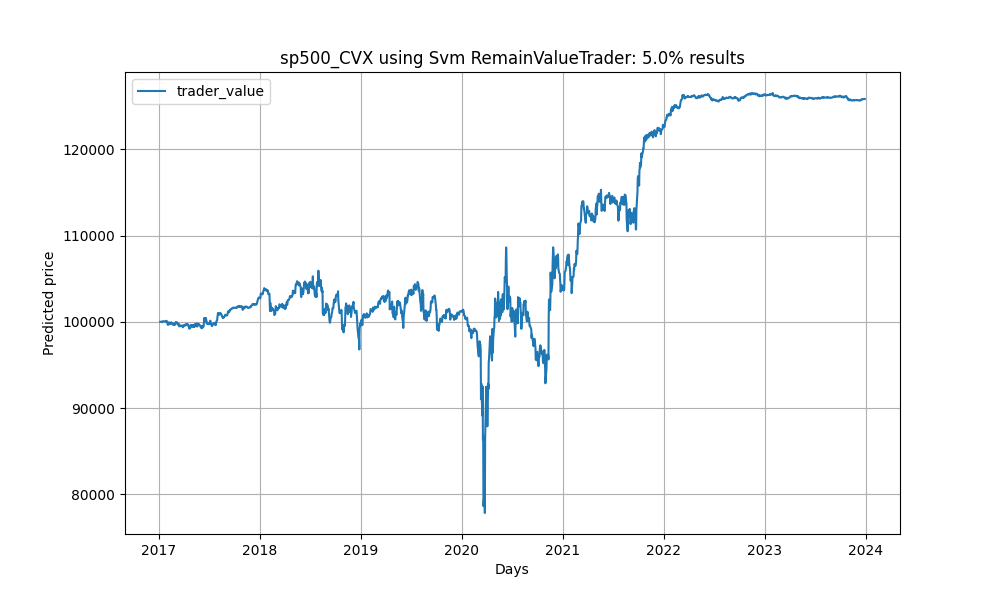 sp500_CVX using Svm RemainValueTrader: 5.0% results
trader_value
120000
110000
100000
90000
80000
Predicted price
2017 2018 2019 2020 2021 2022 2023 2024
Days